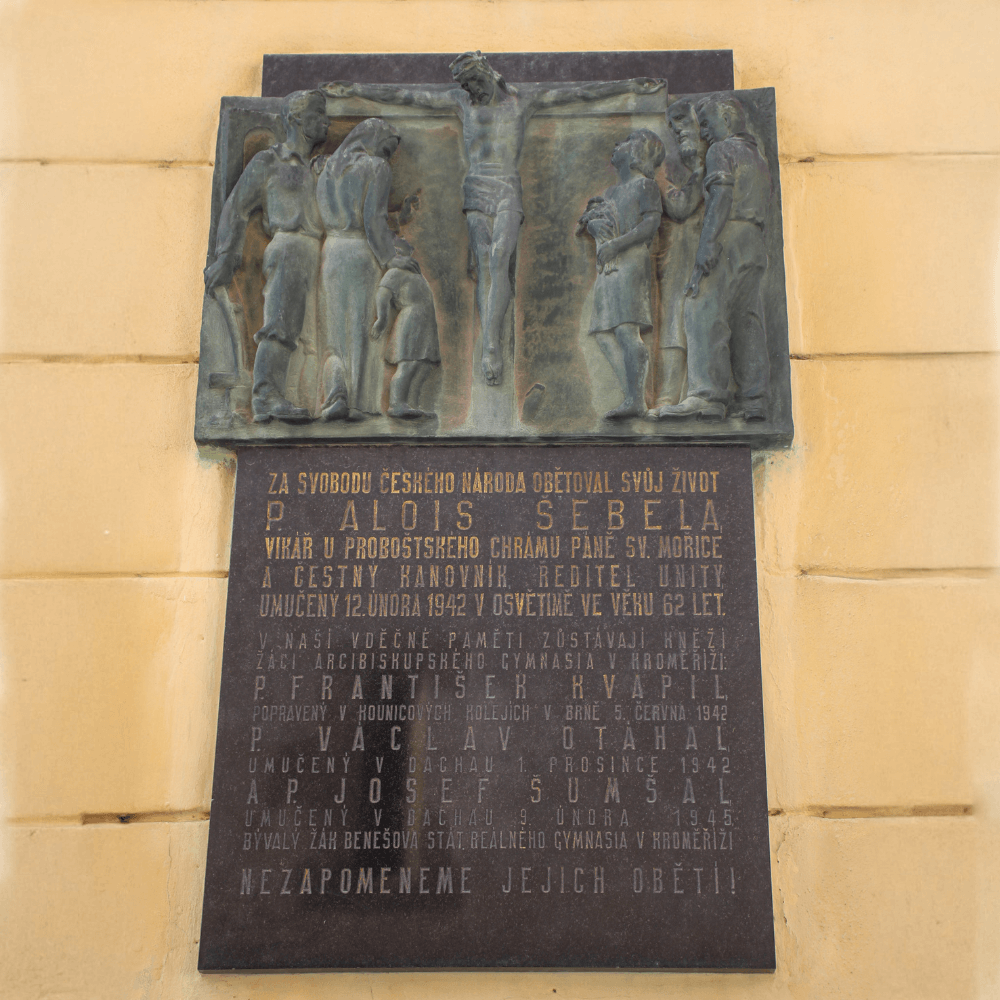 ZA SVOBODU ČESKÉHO NÁRODA OBĚTOVAL SVŮJ ŽIVOT
P. ALOIS ŠEBELA,
VIKÁŘ U PROBOŠTSKÉHO CHRÁMU PÁNĚ SV. MOŘICE
A ČESTNÝ KANOVNÍK, ŘEDITEL UNITY,
UMUČENÝ 12. ÚNORA 1942 V OSVĚTIMĚ VE VĚKU 62 LET.
V NAŠÍ VDĚČNÉ PAMĚTI ZŮSTÁVAJÍ KNĚŽÍ
ŽÁCI ARCIBISKUPSKÉHO GYMNASIA V KROMĚŘÍŽI:
P. FRANTIŠEK KVAPIL,
POPRAVENÝ V KOUNICOVÝCH KOLEJÍCH V BRNĚ 5. ČERVNA 1942
P. VÁCLAV OTÁHAL,
UMUČENÝ V DACHAU 1. PROSINCE 1942
A P. JOSEF ŠUMŠAL,
UMUČENÝ V DACHAU 9. ÚNORA 1945,
BÝVALÝ ŽÁK BENEŠOVA STÁT. REÁLNÉHO GYMNASIA V KROMĚŘÍŽI.
NEZAPOMENEME JEJICH OBĚTÍ!